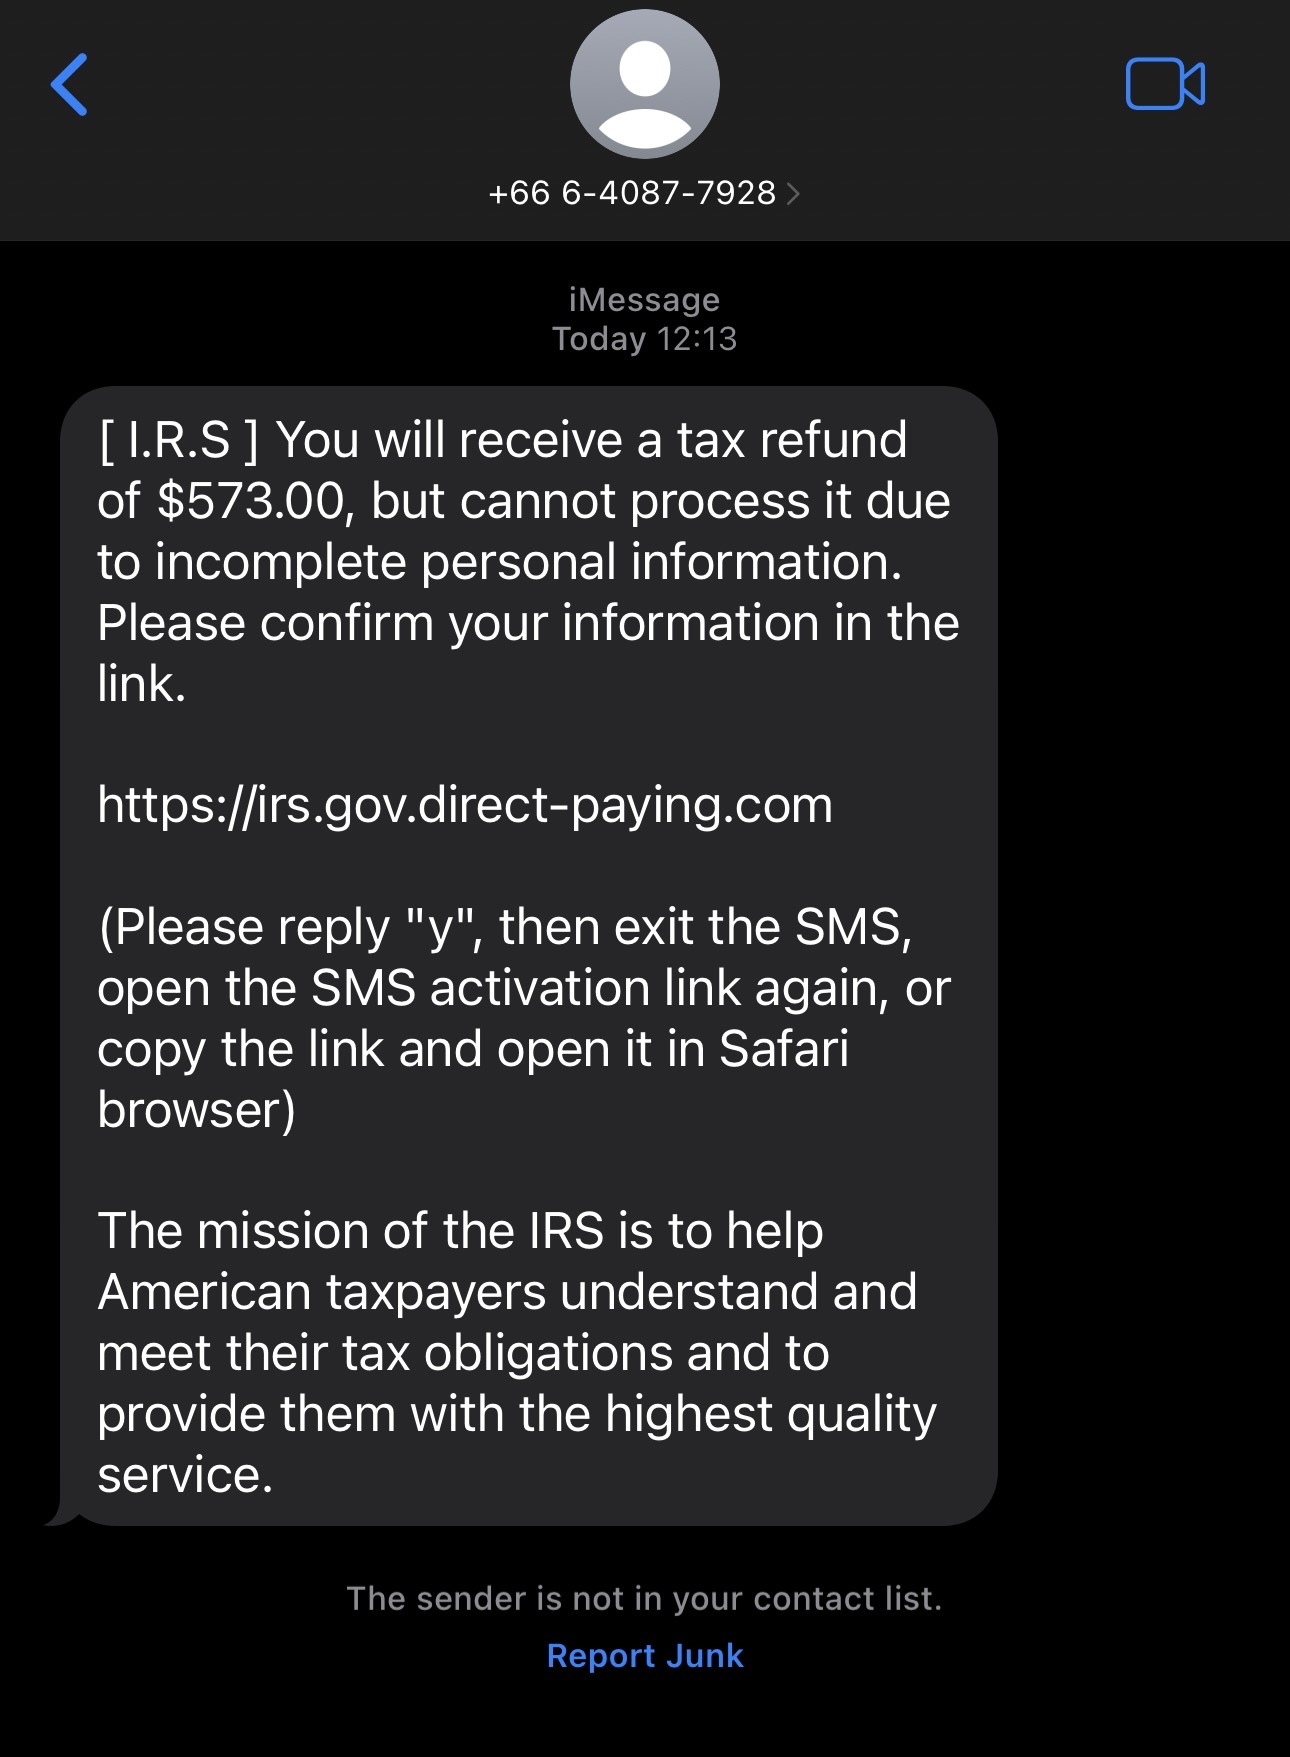 +66 6-4087-7928
iMessage
Today 12:13
[ I.R.S ] You will receive a tax refund
of $573.00, but cannot process it due
to incomplete personal information.
Please confirm your information in the
link.
https://irs.gov.direct-paying.com
(Please reply "y", then exit the SMS,
open the SMS activation link again, or
copy the link and open it in Safari
browser)
The mission of the IRS is to help
American taxpayers understand and
meet their tax obligations and to
provide them with the highest quality
service.
The sender is not in your contact list.
Report Junk